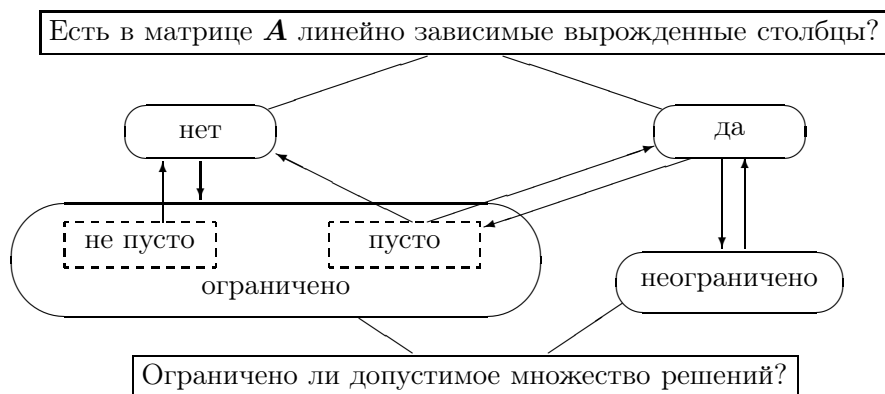 Есть в матрице A линейно зависимые вырожденные столбцы?
нет
да
не пусто
пусто
ограничено
неограничено
Ограничено ли допустимое множество решений?